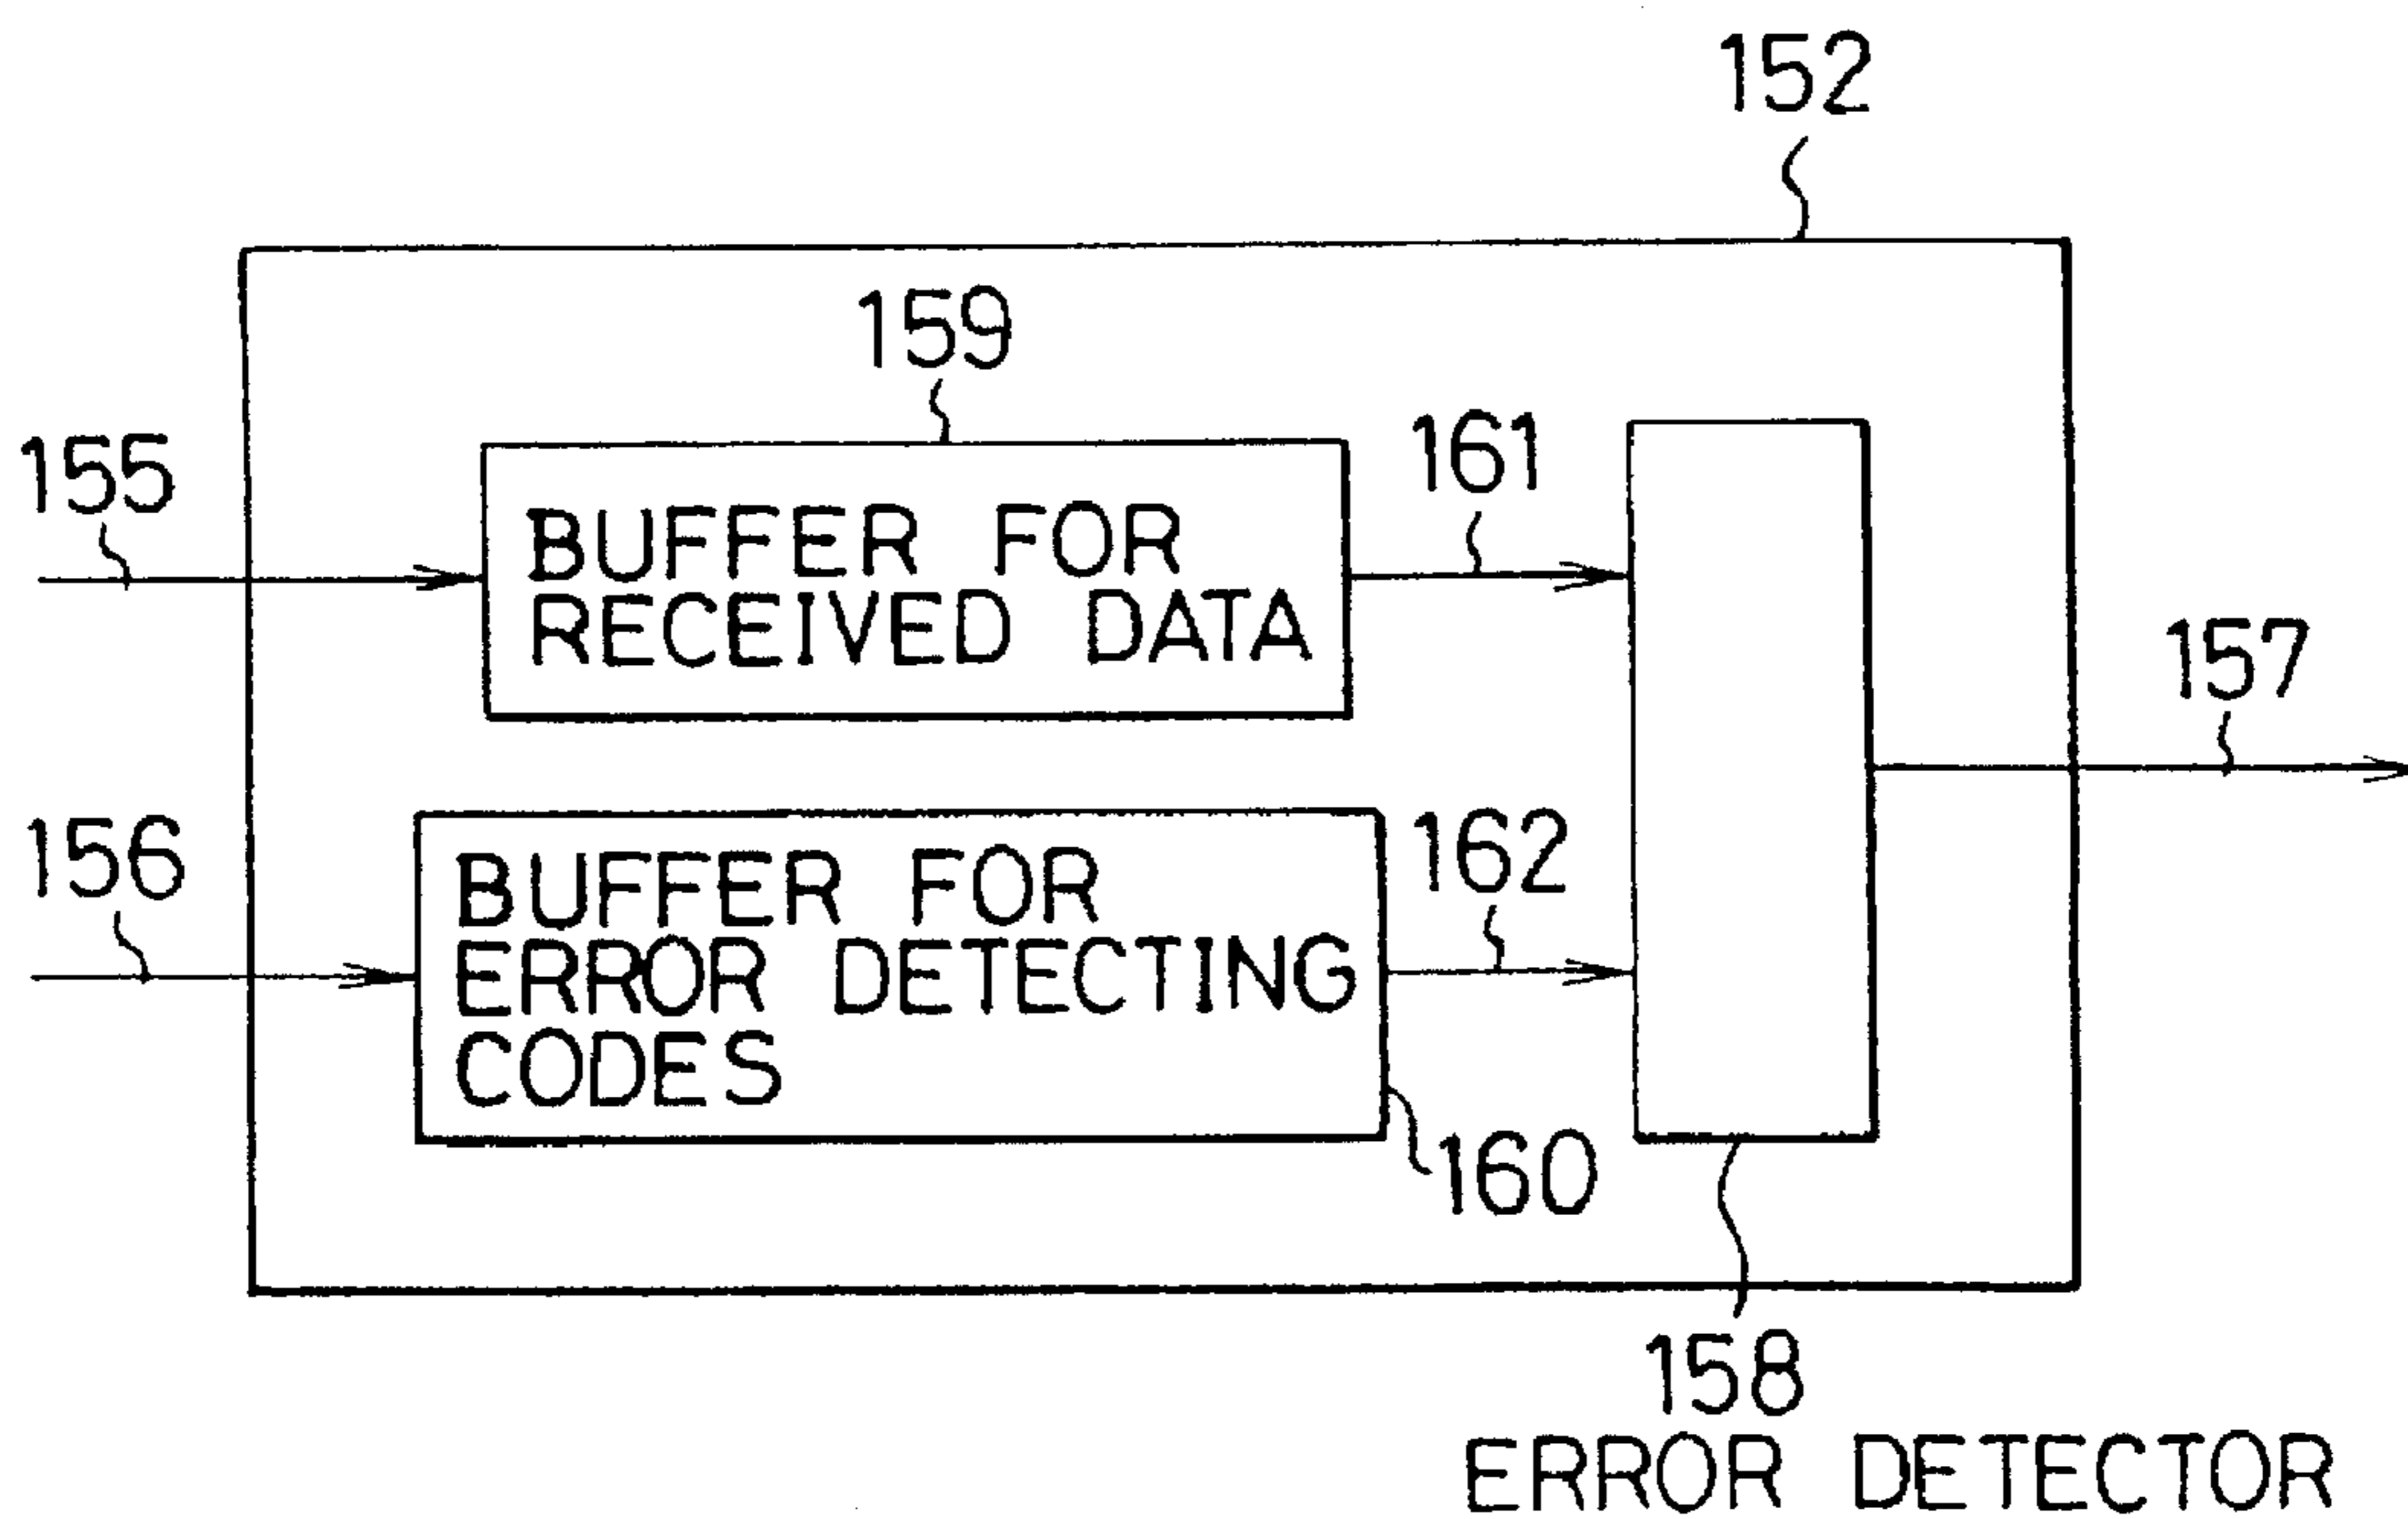 152
159
155
161
BUFFER FOR
RECEIVED DATA
157
156
162
BUFFER FOR
ERROR DETECTING
CODES
160
158
ERROR DETECTOR